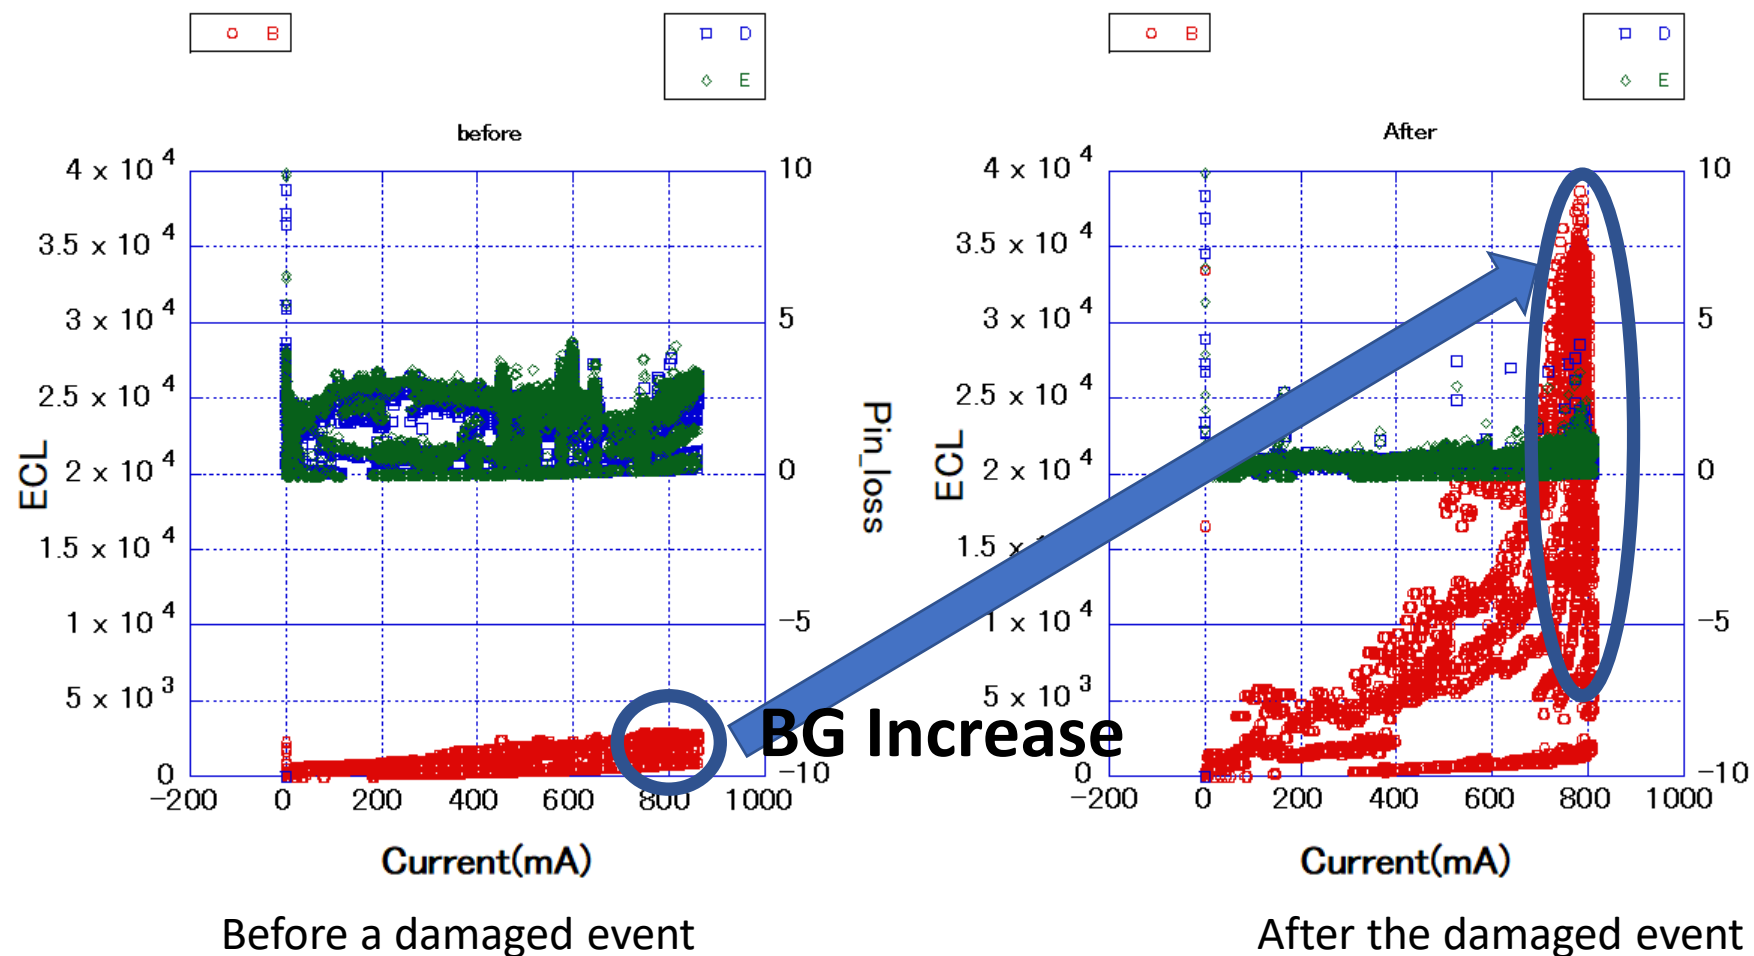 B
D
E
before
4 x 10 4
3.5 x 10 4
3 x 10 4
2.5 x 10 4
2 x 10 4
1.5 x 10 4
1 x 10 4
5 x 10 3
0
ECL
10
5
0
-5
-10
Pin_loss
-200 0 200 400 600 800 1000
Current(mA)
Before a damaged event
BG Increase
B
D
E
After
4 x 10 4
3.5 x 10 4
3 x 10 4
2.5 x 10 4
2 x 10 4
1.5
1 x 10 4
5 x 10 3
0
ECL
10
5
0
-5
-10
-200 0 200 400 600 800 1000
Current(mA)
After the damaged event